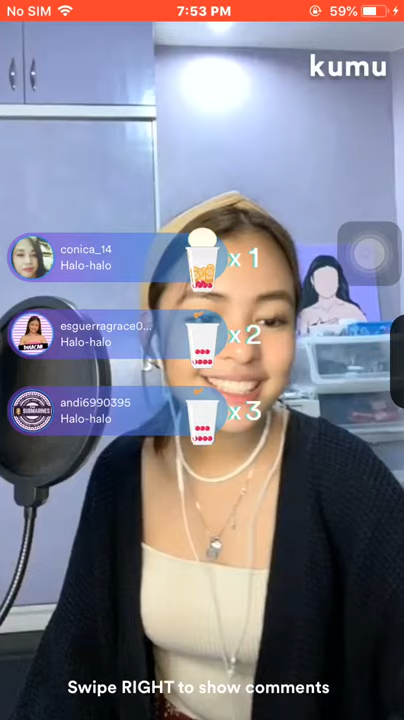 No SIM 7:53 PM 59%
kumu
conica_14
Halo-halo
x 1
esguerragrace0...
Halo-halo
x 2
andi6990395
Halo-halo
x 3
SUBMARINES
Swipe RIGHT to show comments